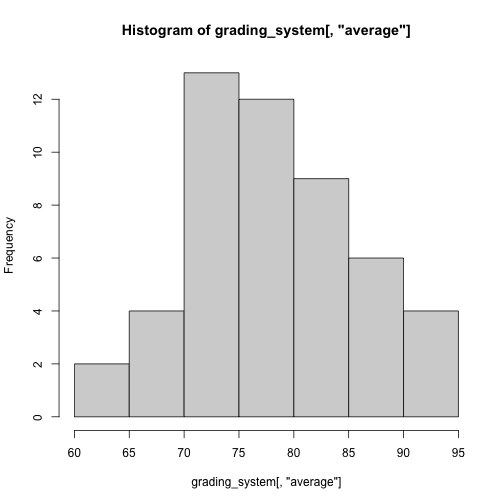 Histogram of grading_system[, "average"]
Frequency
12
10
8
6
4
2
0
60 65 70 75 80 85 90 95
grading_system[, "average"]